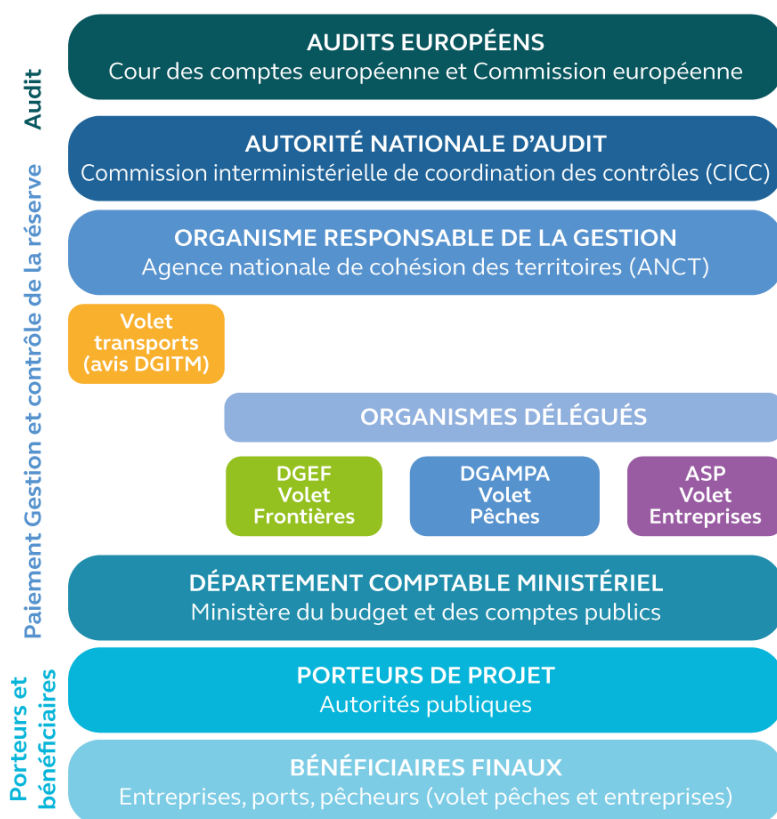 Audit
AUDITS EUROPÉENS
Cour des comptes européenne et Commission européenne
AUTORITÉ NATIONALE D'AUDIT
Commission interministérielle de coordination des contrôles (CICC)
Paiement Gestion et contrôle de la réserve
ORGANISME RESPONSABLE DE LA GESTION
Agence nationale de cohésion des territoires (ANCT)
Volet
transports
(avis DGITM)
ORGANISMES DÉLÉGUÉS
DGEF
Volet
Frontières
DGAMPA
Volet
Pêches
ASP
Volet
Entreprises
DÉPARTEMENT COMPTABLE MINISTÉRIEL
Ministère du budget et des comptes publics
Porteurs et
bénéficiaires
PORTEURS DE PROJET
Autorités publiques
BÉNÉFICIAIRES FINAUX
Entreprises, ports, pêcheurs (volet pêches et entreprises)